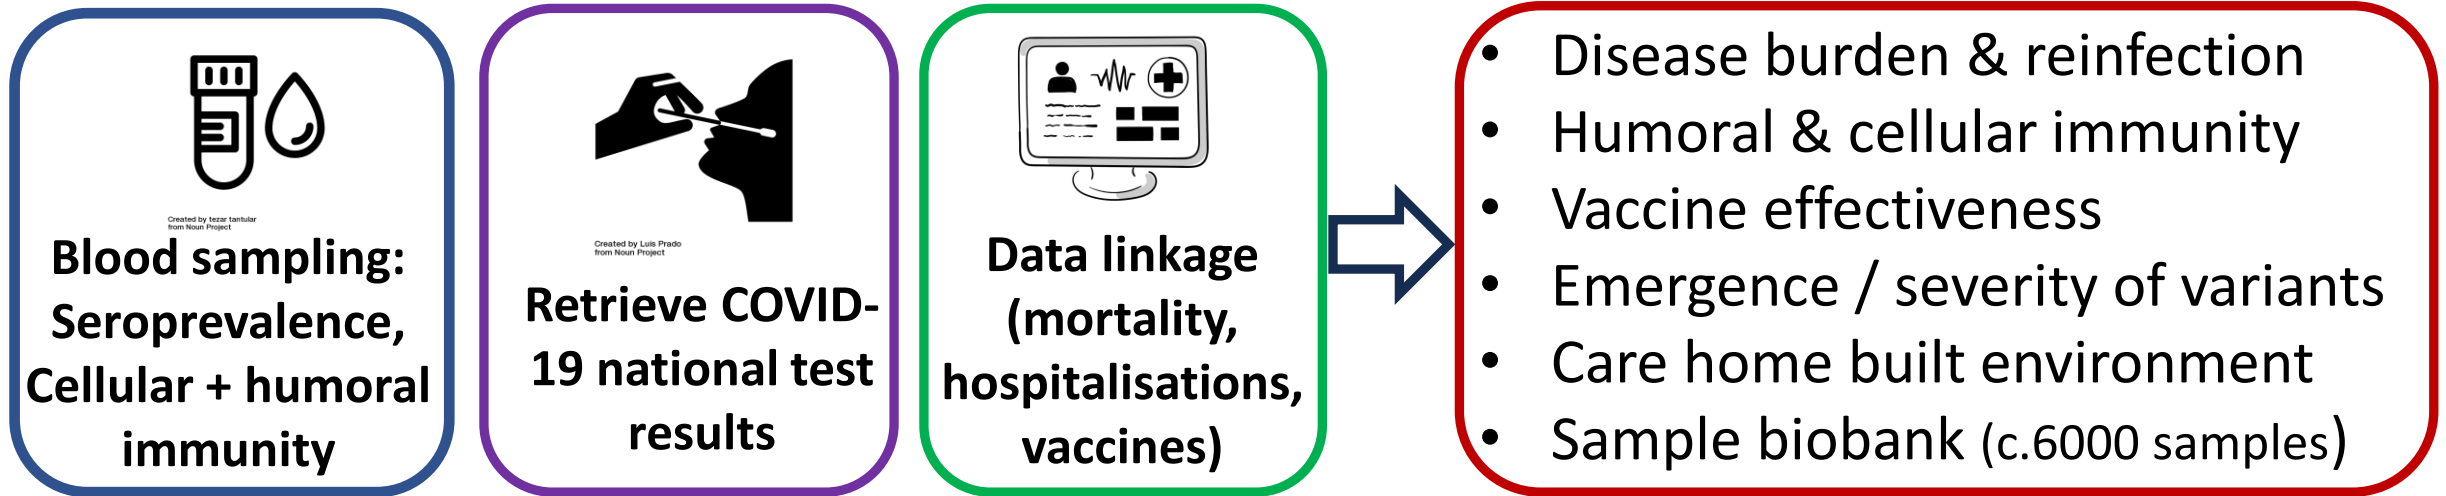 Created by tezar tantular
from Noun Project
Blood sampling:
Seroprevalence,
Cellular + humoral
immunity
Created by Luis Prado
from Noun Project
Retrieve COVID-
19 national test
results
Data linkage
(mortality,
hospitalisations,
vaccines)
• Disease burden & reinfection
• Humoral & cellular immunity
• Vaccine effectiveness
• Emergence / severity of variants
• Care home built environment
• Sample biobank (c.6000 samples)